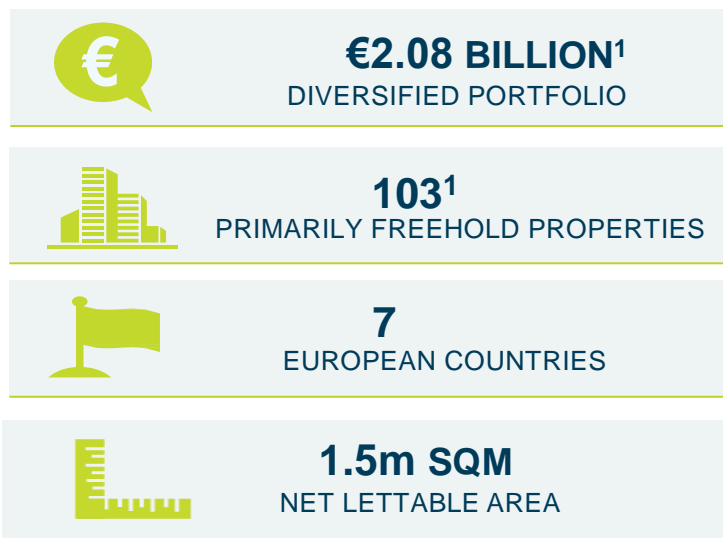 €
€2.08 BILLION¹
DIVERSIFIED PORTFOLIO
103¹
PRIMARILY FREEHOLD PROPERTIES
7
EUROPEAN COUNTRIES
1.5m SQM
NET LETTABLE AREA